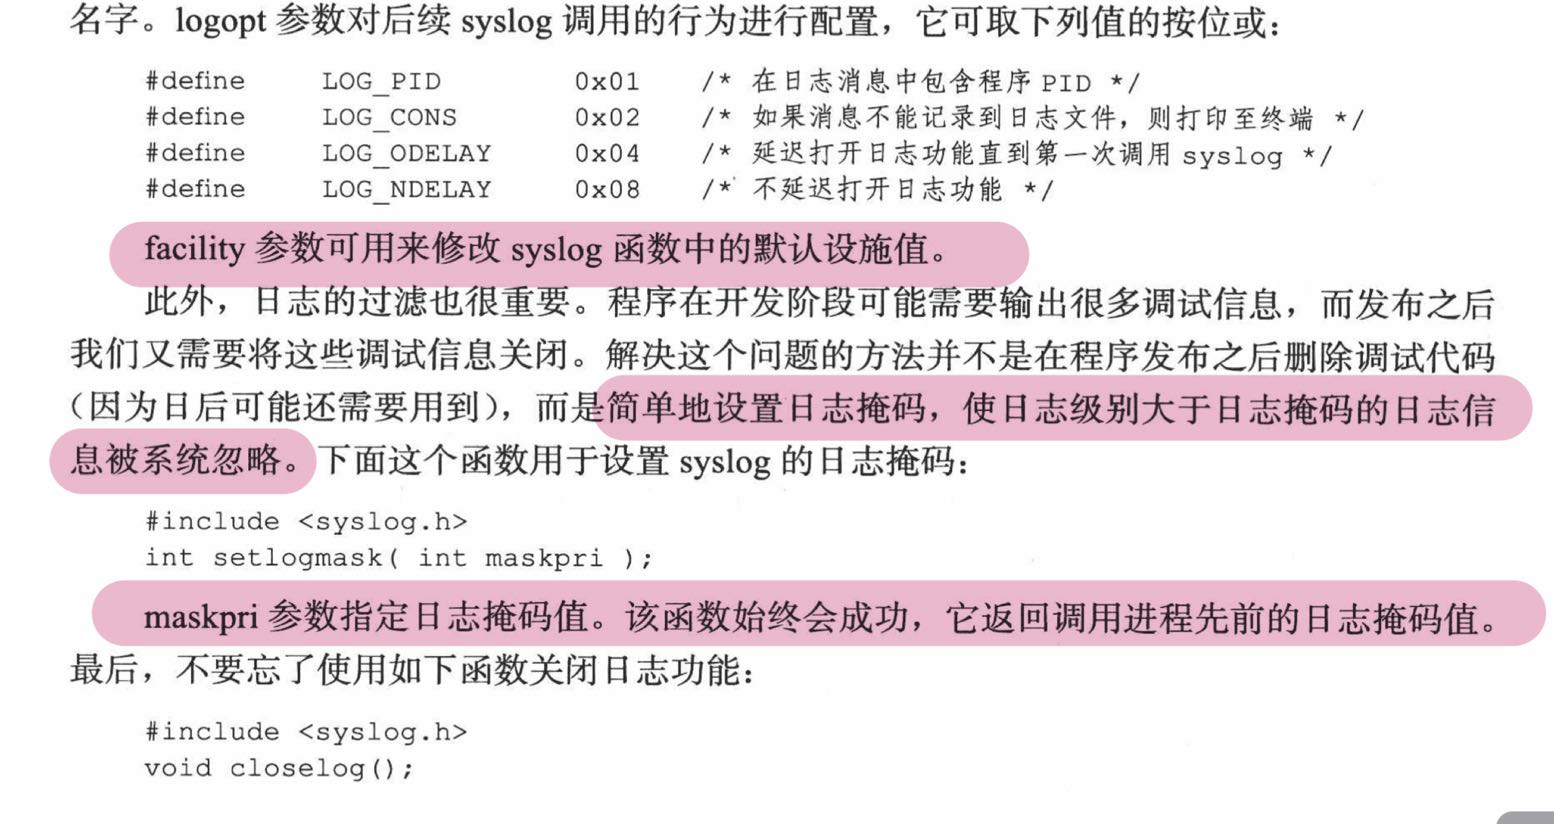 名字。logopt 参数对后续 syslog 调用的行为进行配置，它可取下列值的按位或：
#define LOG_PID 0x01 /* 在日志消息中包含程序 PID */
#define LOG_CONS 0x02 /* 如果消息不能记录到日志文件，则打印至终端 */
#define LOG_ODELAY 0x04 /* 延迟打开日志功能直到第一次调用 syslog */
#define LOG_NDELAY 0x08 /* 不延迟打开日志功能 */
facility 参数可用来修改 syslog 函数中的默认设施值。
此外，日志的过滤也很重要。程序在开发阶段可能需要输出很多调试信息，而发布之后
我们又需要将这些调试信息关闭。解决这个问题的方法并不是在程序发布之后删除调试代码
（因为日后可能还需要用到），而是简单地设置日志掩码，使日志级别大于日志掩码的日志信
息被系统忽略。下面这个函数用于设置 syslog 的日志掩码：
#include <syslog.h>
int setlogmask( int maskpri );
maskpri 参数指定日志掩码值。该函数始终会成功，它返回调用进程先前的日志掩码值。
最后，不要忘了使用如下函数关闭日志功能：
#include <syslog.h>
void closelog();